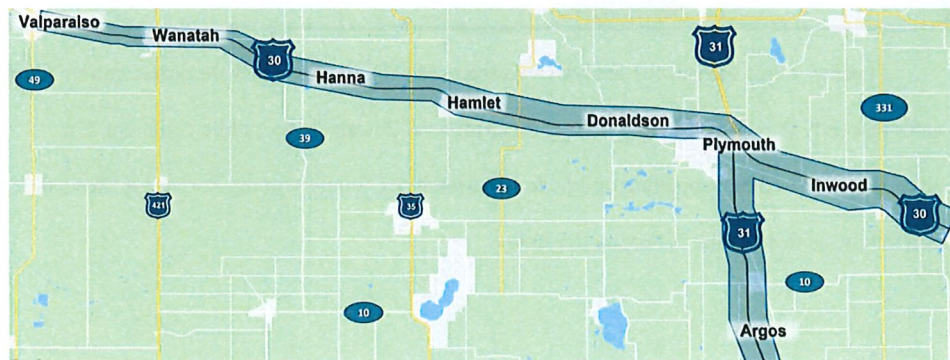 Valparaiso
Wanatah
30
31
49
Hanna
Hamlet
331
Donaldson
39
Plymouth
Inwood
23
421
35
30
31
10
10
Argos